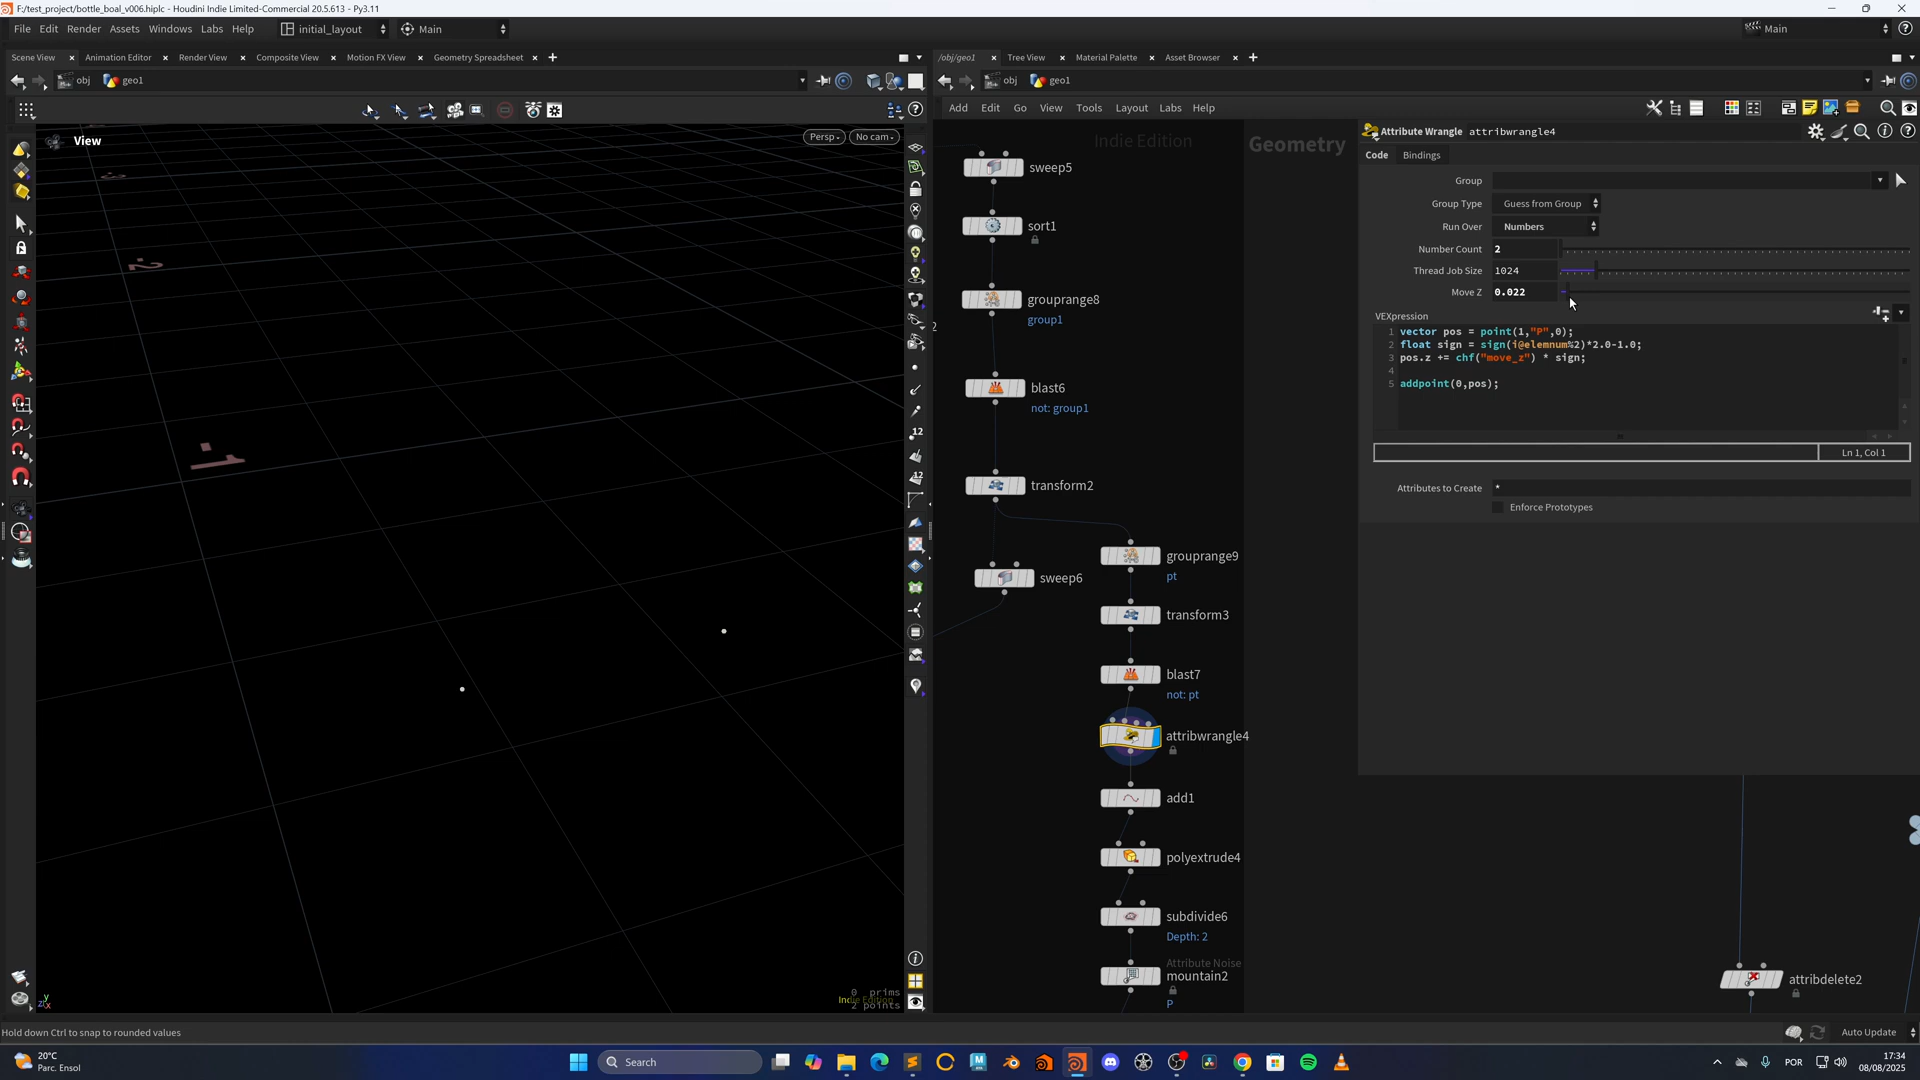 F:/test_project/bottle_boal_v006.hiplc - Houdini Indie Limited-Commercial 20.5.613 - Py3.11
File Edit Render Assets Windows Labs Help initial_layout Main Main
Scene View Animation Editor Render View Composite View Motion FX View Geometry Spreadsheet
/obj/geo1 Tree View Material Palette Asset Browser
obj geo1
obj geo1
Add Edit Go View Tools Layout Labs Help
View
Persp No cam
Indie Edition
Geometry
sweep5
sort1
grouprange8
group1
blast6
not: group1
transform2
grouprange9
pt
sweep6
transform3
blast7
not: pt
attribwrangle4
add1
polyextrude4
subdivide6
Depth: 2
Attribute Noise
mountain2
P
attribdelete2
12
12
2
Attribute Wrangle attribwrangle4
Code Bindings
Group
Group Type Guess from Group
Run Over Numbers
Number Count 2
Thread Job Size 1024
Move Z 0.022
VEXpression
1 vector pos = point(1,"P",0);
2 float sign = sign(i@elemnum%2)*2.0-1.0;
3 pos.z += chf("move_z") * sign;
4
5 addpoint(0,pos);
Ln 1, Col 1
Attributes to Create *
Enforce Prototypes
0 prims
2 points
Hold down Ctrl to snap to rounded values
Auto Update
20°C
Parc. Ensol
Search
POR
17:34
08/08/2025